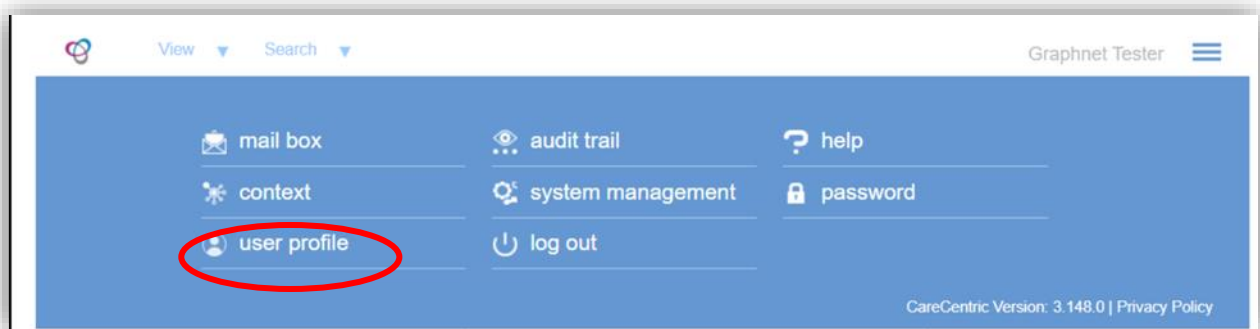 View ▼ Search ▼ Graphnet Tester
mail box audit trail help
context system management password
user profile log out
CareCentric Version: 3.148.0 | Privacy Policy